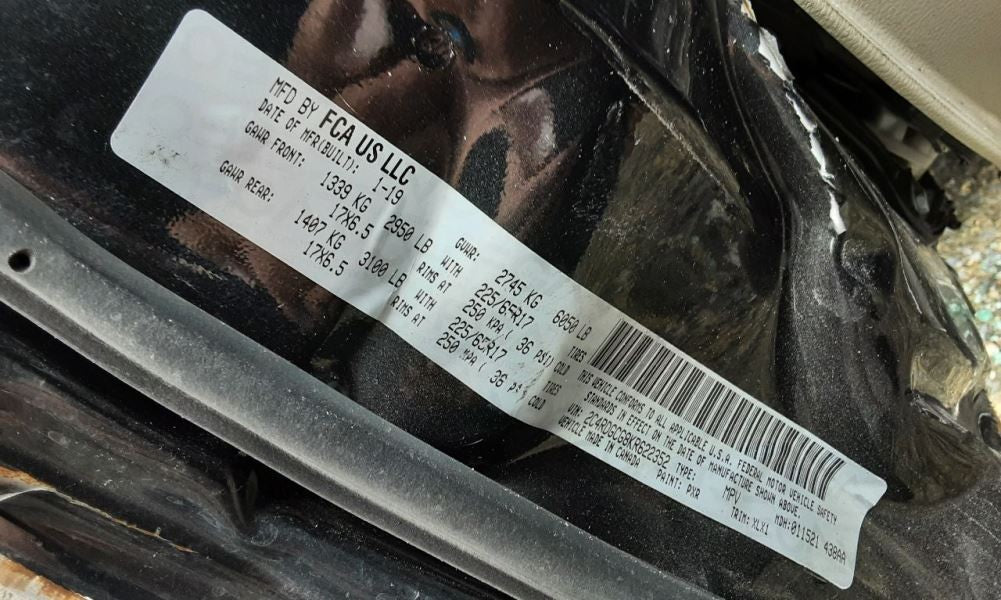 MFD BY FCA US LLC
DATE OF MFR(BUILT): 1-19
GAWR FRONT:
1339 KG 2950 LB WITH 225/65R17 TIRES
17X6.5 RIMS AT 250 KPA ( 36 PSI) COLD
GAWR REAR:
1407 KG 3100 LB WITH 225/65R17 TIRES
17X6.5 RIMS AT 250 KPA ( 36 PSI) COLD
GVWR: 2745 KG 6050 LB
THIS VEHICLE CONFORMS TO ALL APPLICABLE U.S.A. FEDERAL MOTOR VEHICLE SAFETY
STANDARDS IN EFFECT ON THE DATE OF MANUFACTURE SHOWN ABOVE.
VIN: 2C4RDGCG8KR622352 TYPE: MPV MDH:011521 438AA
VEHICLE MADE IN CANADA PAINT: PXR TRIM: XLX1